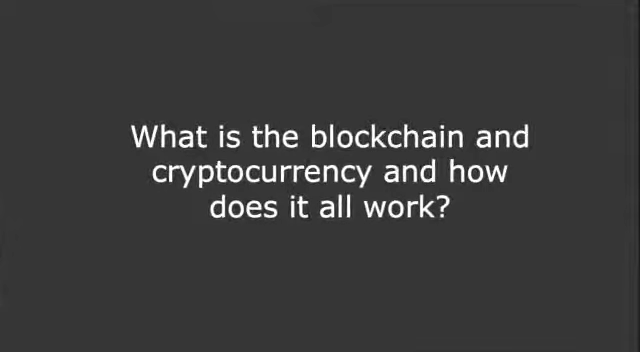 What is the blockchain and
cryptocurrency and how
does it all work?